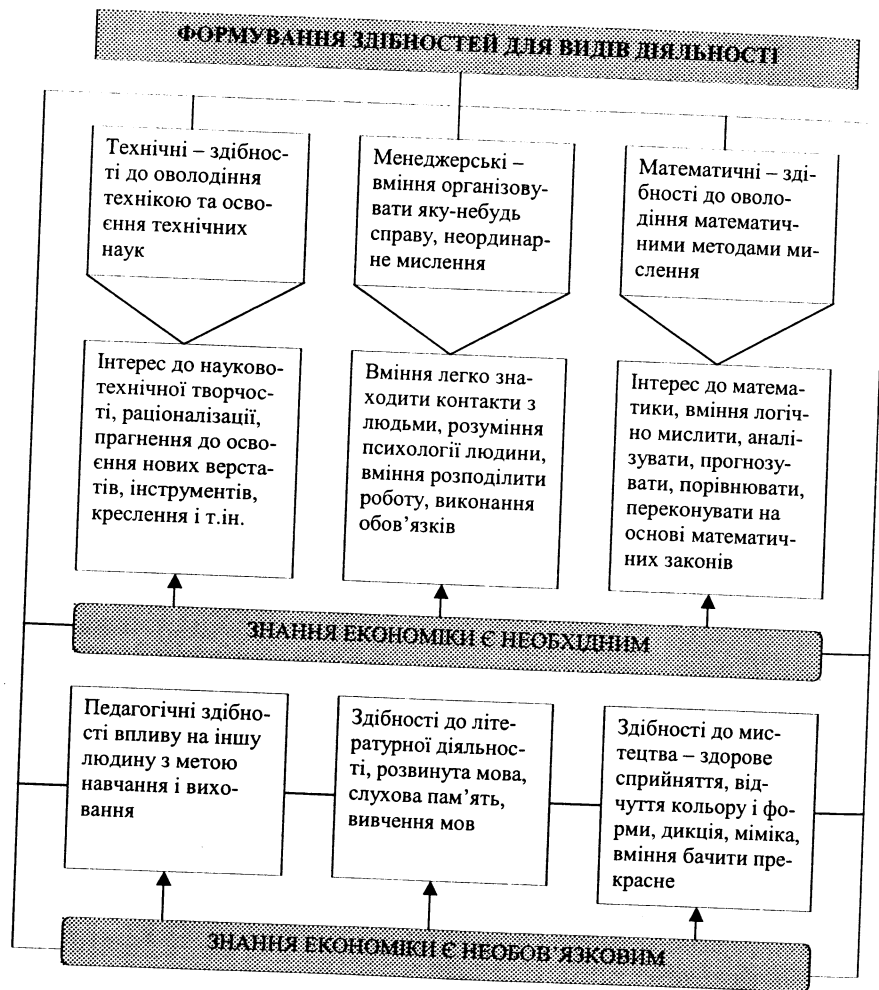 ФОРМУВАННЯ ЗДІБНОСТЕЙ ДЛЯ ВИДІВ ДІЯЛЬНОСТІ
Технічні – здібнос-
ті до оволодіння
технікою та осво-
єння технічних
наук
Менеджерські –
вміння організову-
вати яку-небудь
справу, неординар-
не мислення
Математичні – зді-
бності до оволо-
діння математич-
ними методами ми-
слення
Інтерес до науково-
технічної творчос-
ті, раціоналізації,
прагнення до осво-
єння нових верста-
тів, інструментів,
креслення і т.ін.
Вміння легко зна-
ходити контакти з
людьми, розуміння
психології людини,
вміння розподілити
роботу, виконання
обов’язків
Інтерес до матема-
тики, вміння логіч-
но мислити, аналі-
зувати, прогнозу-
вати, порівнювати,
переконувати на
основі математич-
них законів
ЗНАННЯ ЕКОНОМІКИ Є НЕОБХІДНИМ
Педагогічні здібно-
сті впливу на іншу
людину з метою
навчання і вихо-
вання
Здібності до літе-
ратурної діяльнос-
ті, розвинута мова,
слухова пам’ять,
вивчення мов
Здібності до мис-
тецтва – здорове
сприйняття, від-
чуття кольору і фо-
рми, дикція, міміка,
вміння бачити пре-
красне
ЗНАННЯ ЕКОНОМІКИ Є НЕОБОВ’ЯЗКОВИМ